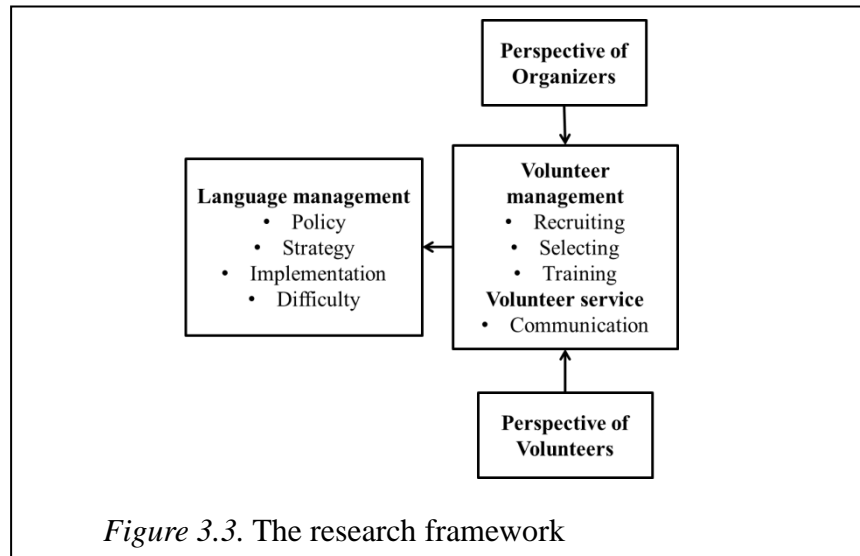 Perspective of
Organizers
Language management
• Policy
• Strategy
• Implementation
• Difficulty
Volunteer
management
• Recruiting
• Selecting
• Training
Volunteer service
• Communication
Perspective of
Volunteers
Figure 3.3. The research framework